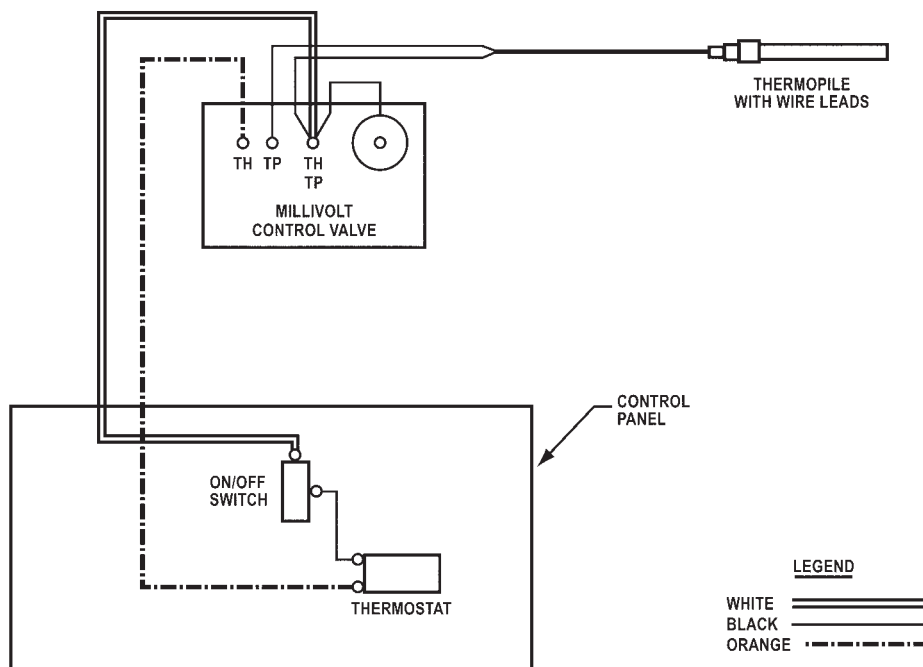 THERMOPILE
WITH WIRE LEADS
TH
TP
TH
TP
MILLIVOLT
CONTROL VALVE
CONTROL
PANEL
ON/OFF
SWITCH
THERMOSTAT
LEGEND
WHITE
BLACK
ORANGE